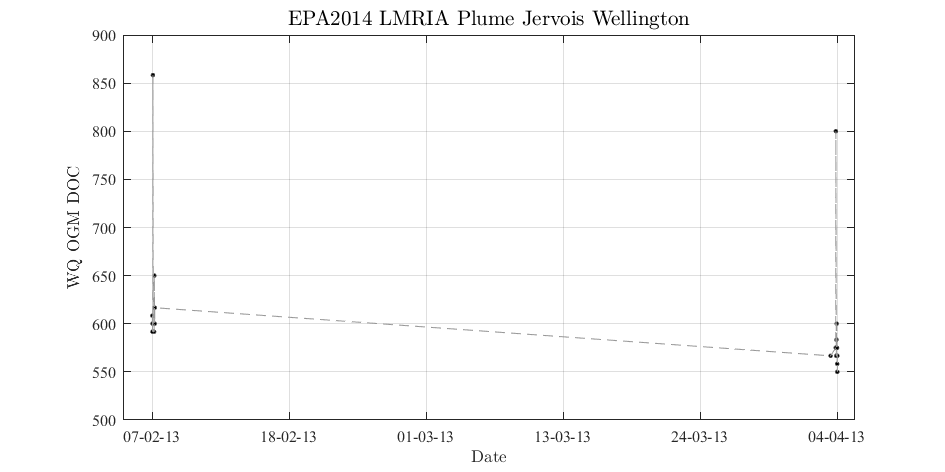 EPA2014 LMRIA Plume Jervois Wellington
900
850
800
750
700
650
600
550
500
WQ OGM DOC
07-02-13 18-02-13 01-03-13 13-03-13 24-03-13 04-04-13
Date